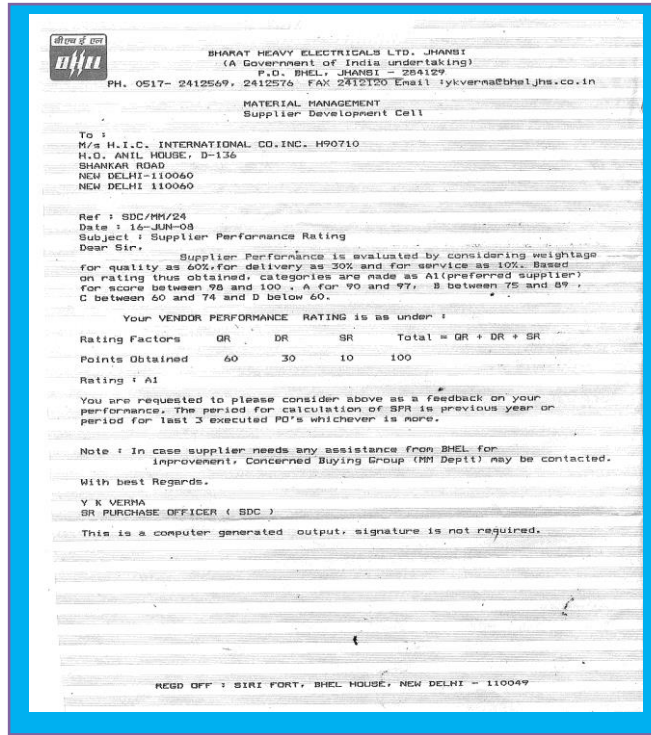 बीएच ई एल
BHEL
BHARAT HEAVY ELECTRICALS LTD. JHANSI
(A Government of India undertaking)
P.O. BHEL, JHANSI - 284129
PH. 0517- 2412569, 2412576 FAX 2412120 Email :ykverma@bheljhs.co.in
MATERIAL MANAGEMENT
Supplier Development Cell
To :
M/s H.I.C. INTERNATIONAL CO.INC. H90710
H.O. ANIL HOUSE, D-136
SHANKAR ROAD
NEW DELHI-110060
NEW DELHI 110060
Ref : SDC/MM/24
Date : 16-JUN-08
Subject : Supplier Performance Rating
Dear Sir,
Supplier Performance is evaluated by considering weightage
for quality as 60%,for delivery as 30% and for service as 10%. Based
on rating thus obtained, categories are made as A1(preferred supplier)
for score between 98 and 100 , A for 90 and 97, B between 75 and 89 ,
C between 60 and 74 and D below 60.
Your VENDOR PERFORMANCE RATING is as under :
Rating Factors QR DR SR Total = QR + DR + SR
Points Obtained 60 30 10 100
Rating : A1
You are requested to please consider above as a feedback on your
performance. The period for calculation of SPR is previous year or
period for last 3 executed PO's whichever is more.
Note : In case supplier needs any assistance from BHEL for
improvement, Concerned Buying Group (MM Deptt) may be contacted.
With best Regards.
Y K VERMA
SR PURCHASE OFFICER ( SDC )
This is a computer generated output, signature is not required.
REGD OFF : SIRI FORT, BHEL HOUSE, NEW DELHI - 110049